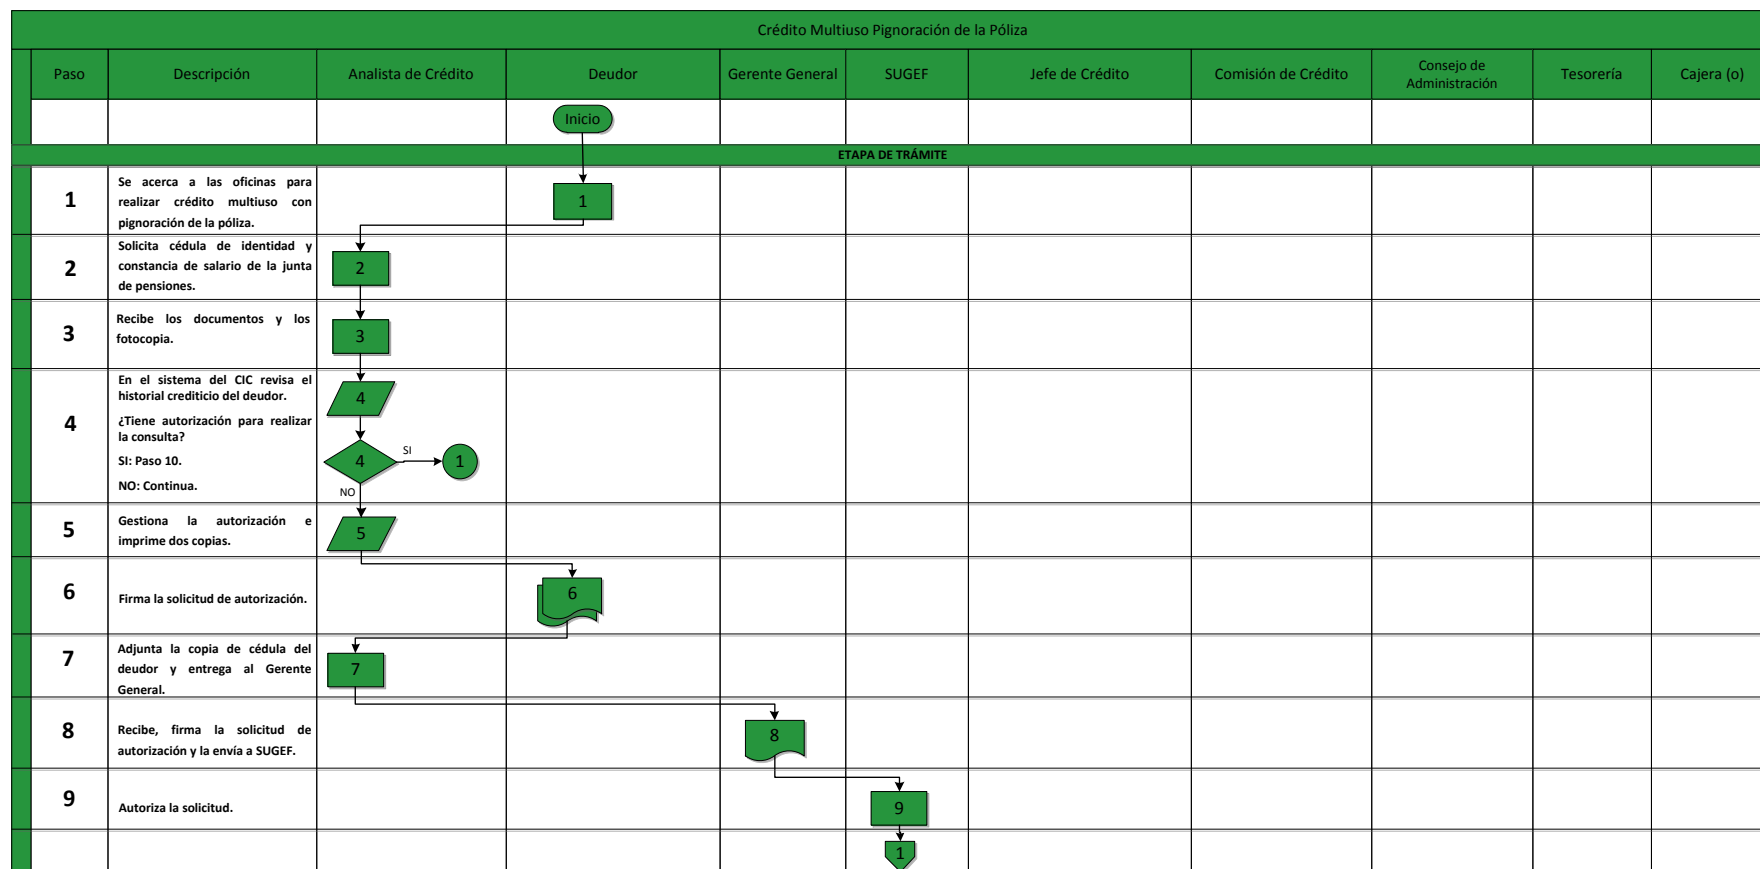 Crédito Multiuso Pignoración de la Póliza
Paso
Descripción
Analista de Crédito
Deudor
Gerente General
SUGEF
Jefe de Crédito
Comisión de Crédito
Consejo de
Administración
Tesorería
Cajera (o)
Inicio
ETAPA DE TRÁMITE
1
Se acerca a las oficinas para
realizar crédito multiuso con
pignoración de la póliza.
1
2
Solicita cédula de identidad y
constancia de salario de la junta
de pensiones.
2
3
Recibe los documentos y los
fotocopia.
3
4
En el sistema del CIC revisa el
historial crediticio del deudor.
¿Tiene autorización para realizar
la consulta?
SI: Paso 10.
NO: Continua.
4
4
SI
1
NO
5
Gestiona la autorización e
imprime dos copias.
5
6
Firma la solicitud de autorización.
6
7
Adjunta la copia de cédula del
deudor y entrega al Gerente
General.
7
8
Recibe, firma la solicitud de
autorización y la envía a SUGEF.
8
9
Autoriza la solicitud.
9
1